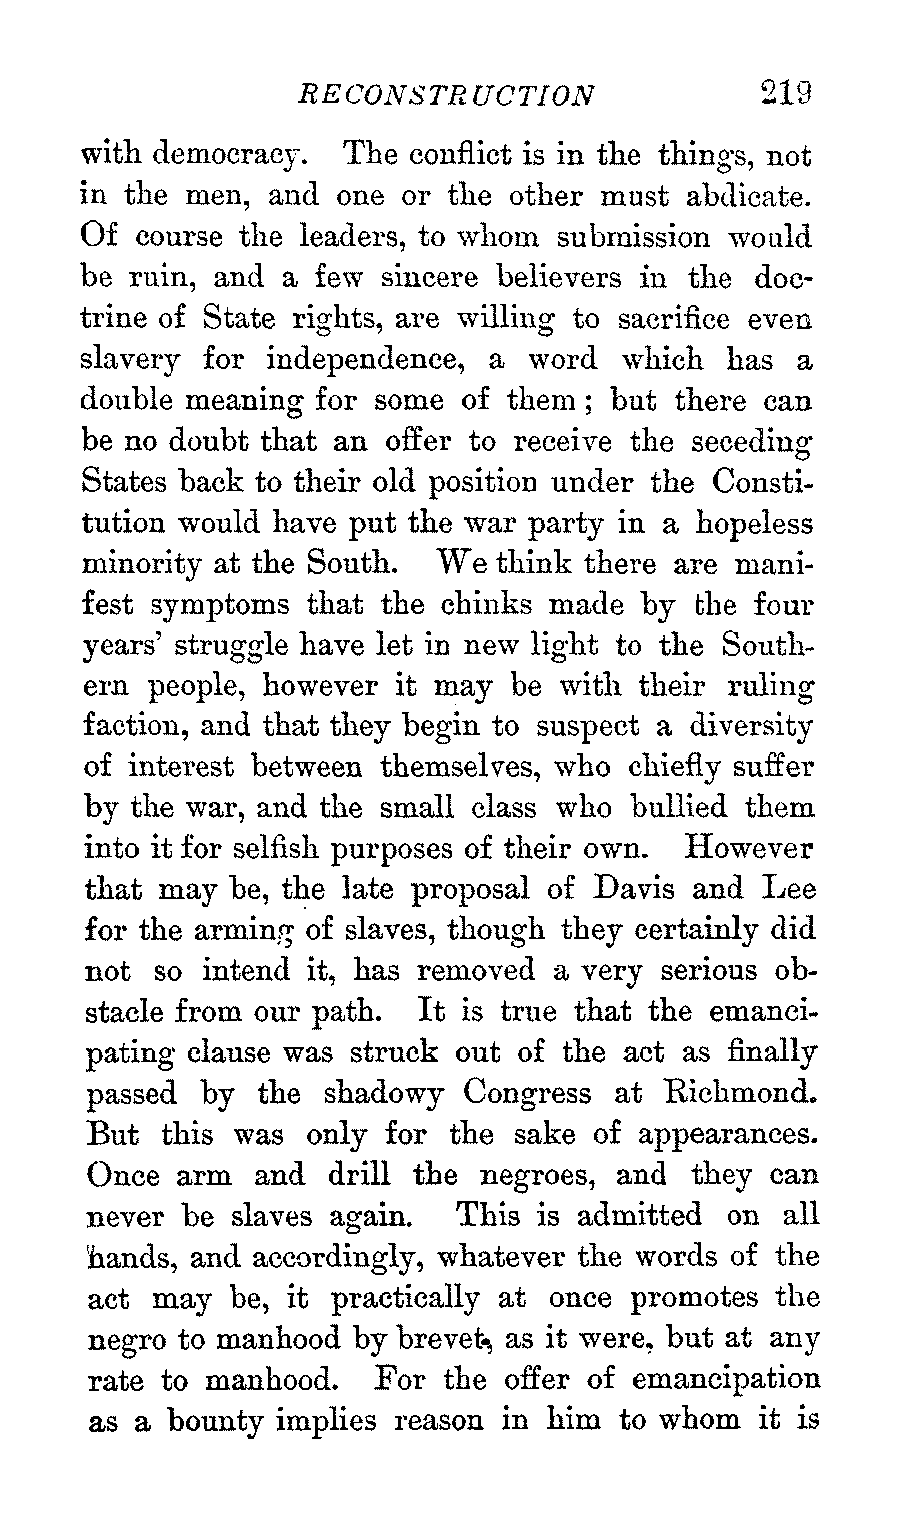 RECONSTRUCTION 219
with democracy. The conflict is in the things, not
in the men, and one or the other must abdicate.
Of course the leaders, to whom submission would
be ruin, and a few sincere believers in the doc-
trine of State rights, are willing to sacrifice even
slavery for independence, a word which has a
double meaning for some of them ; but there can
be no doubt that an offer to receive the seceding
States back to their old position under the Consti-
tution would have put the war party in a hopeless
minority at the South. We think there are mani-
fest symptoms that the chinks made by the four
years' struggle have let in new light to the South-
ern people, however it may be with their ruling
faction, and that they begin to suspect a diversity
of interest between themselves, who chiefly suffer
by the war, and the small class who bullied them
into it for selfish purposes of their own. However
that may be, the late proposal of Davis and Lee
for the arming of slaves, though they certainly did
not so intend it, has removed a very serious ob-
stacle from our path. It is true that the emanci-
pating clause was struck out of the act as finally
passed by the shadowy Congress at Richmond.
But this was only for the sake of appearances.
Once arm and drill the negroes, and they can
never be slaves again. This is admitted on all
hands, and accordingly, whatever the words of the
act may be, it practically at once promotes the
negro to manhood by brevet, as it were, but at any
rate to manhood. For the offer of emancipation
as a bounty implies reason in him to whom it is